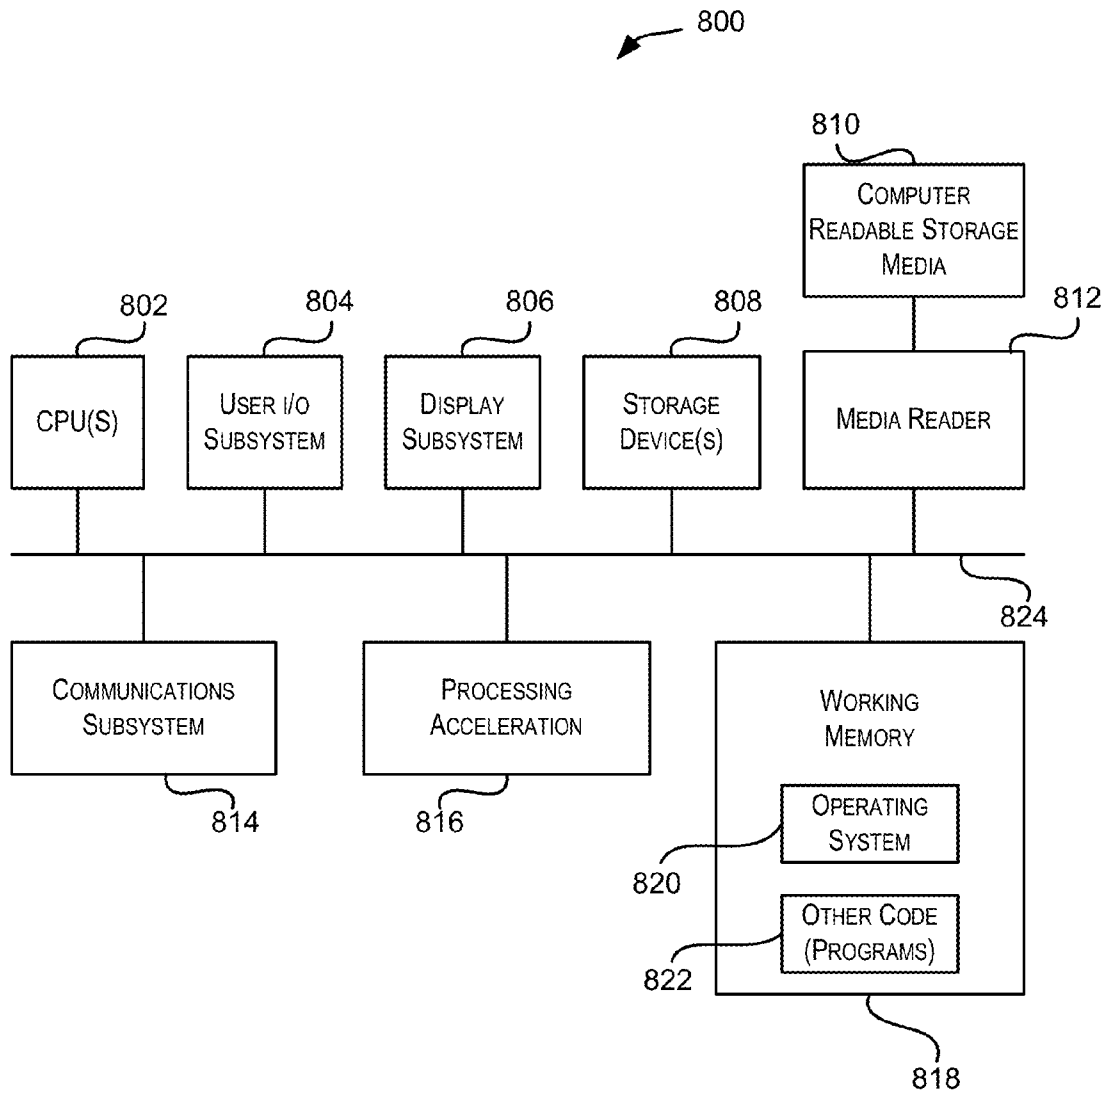 800
810
COMPUTER
READABLE STORAGE
MEDIA
802
804
806
808
812
CPU(S)
USER I/O
SUBSYSTEM
DISPLAY
SUBSYSTEM
STORAGE
DEVICE(S)
MEDIA READER
824
COMMUNICATIONS
SUBSYSTEM
PROCESSING
ACCELERATION
WORKING
MEMORY
814
816
OPERATING
SYSTEM
820
OTHER CODE
(PROGRAMS)
822
818